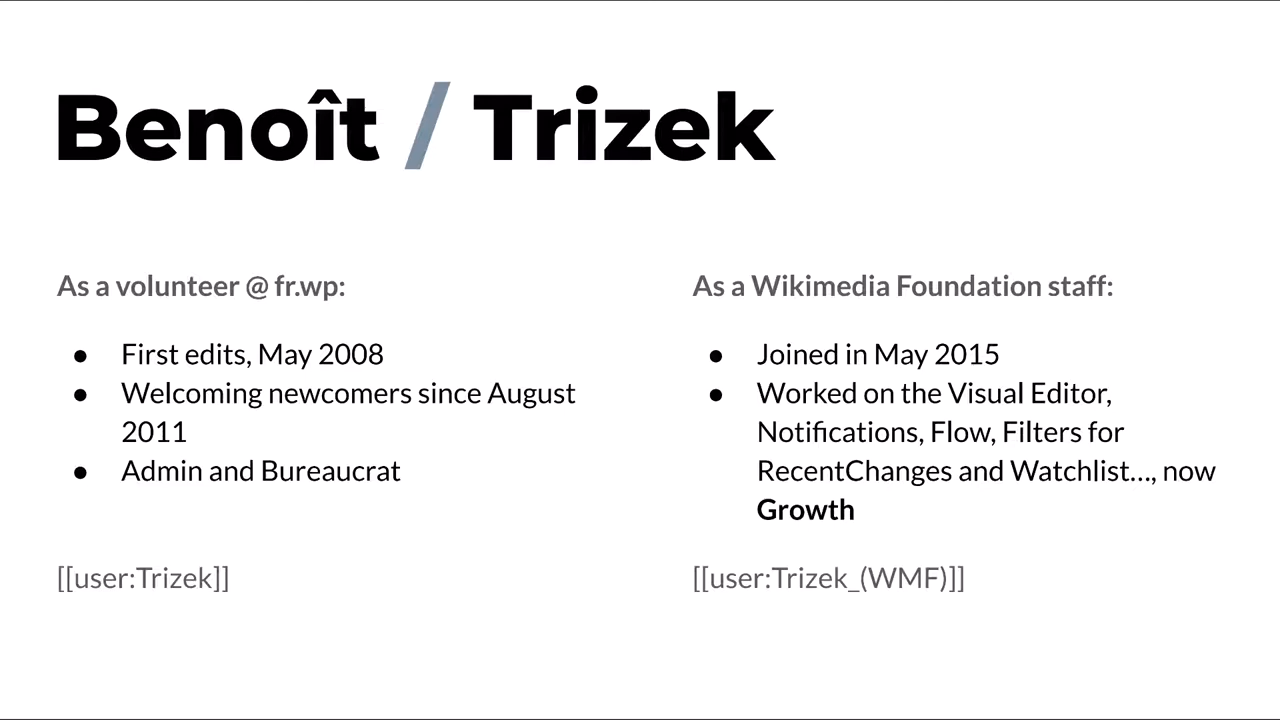 Benoît / Trizek
As a volunteer @ fr.wp:
● First edits, May 2008
● Welcoming newcomers since August
2011
● Admin and Bureaucrat
[[user:Trizek]]
As a Wikimedia Foundation staff:
● Joined in May 2015
● Worked on the Visual Editor,
Notifications, Flow, Filters for
RecentChanges and Watchlist…, now
Growth
[[user:Trizek_(WMF)]]